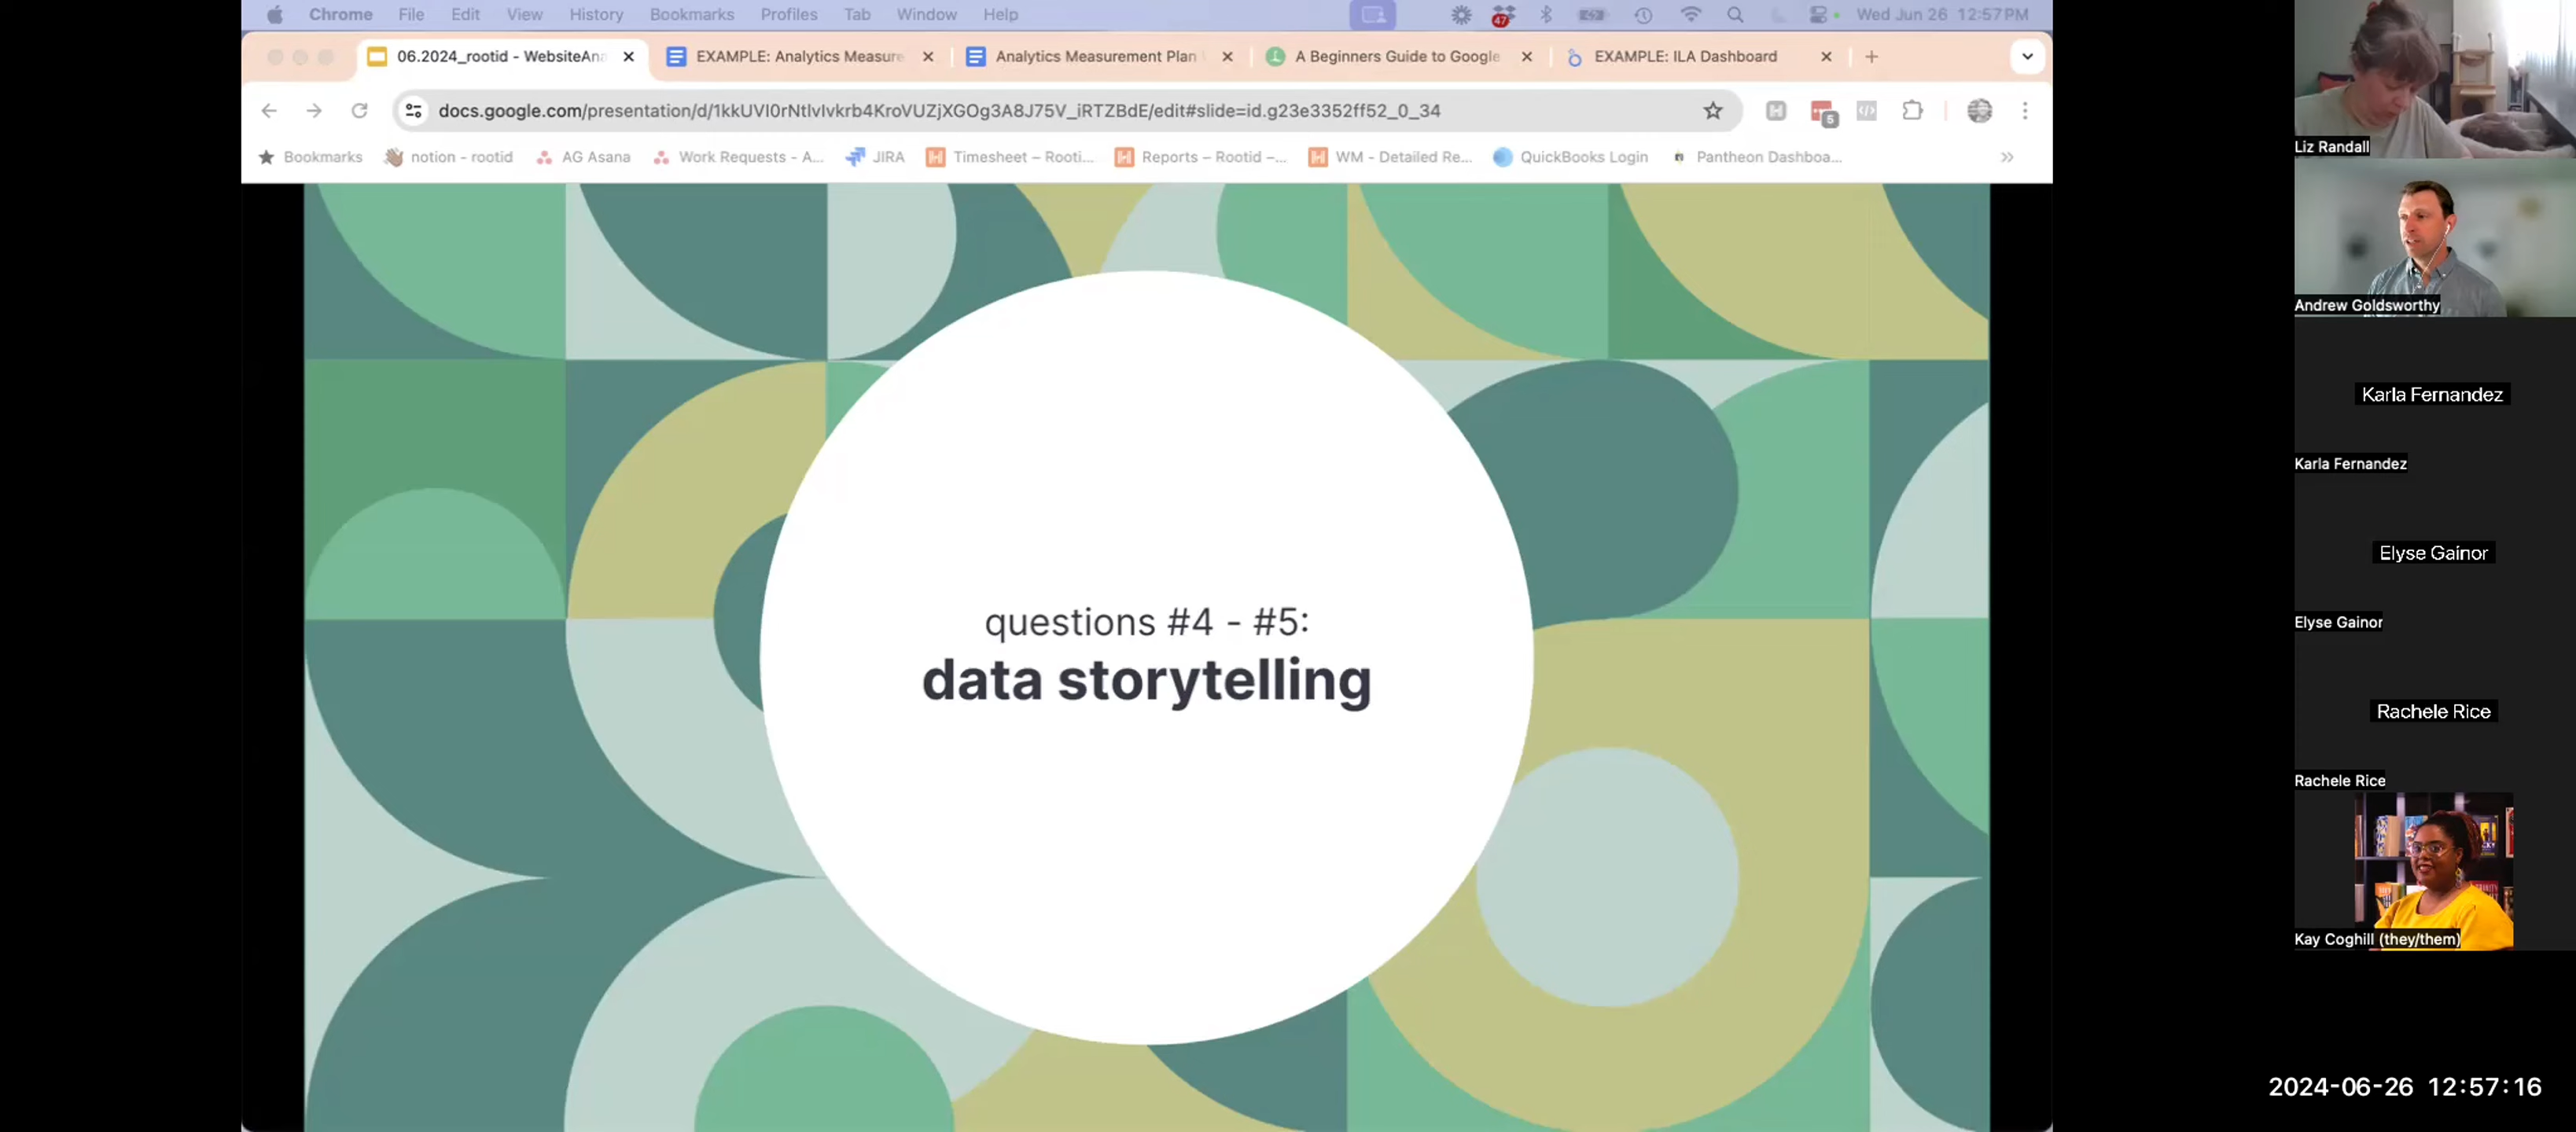 Chrome File Edit View History Bookmarks Profiles Tab Window Help 47 Wed Jun 26 12:57 PM
06.2024_rootid - WebsiteAna EXAMPLE: Analytics Measure Analytics Measurement Plan A Beginners Guide to Google EXAMPLE: ILA Dashboard
docs.google.com/presentation/d/1kkUVI0rNtlvIvkrb4KroVUZjXGOg3A8J75V_iRTZBdE/edit#slide=id.g23e3352ff52_0_34 5
Bookmarks notion - rootid AG Asana Work Requests - A... JIRA Timesheet – Rooti... Reports – Rootid –... WM - Detailed Re... QuickBooks Login Pantheon Dashboa...
questions #4 - #5:
data storytelling
Liz Randall
Andrew Goldsworthy
Karla Fernandez
Karla Fernandez
Elyse Gainor
Elyse Gainor
Rachele Rice
Rachele Rice
Kay Coghill (they/them)
2024-06-26 12:57:16